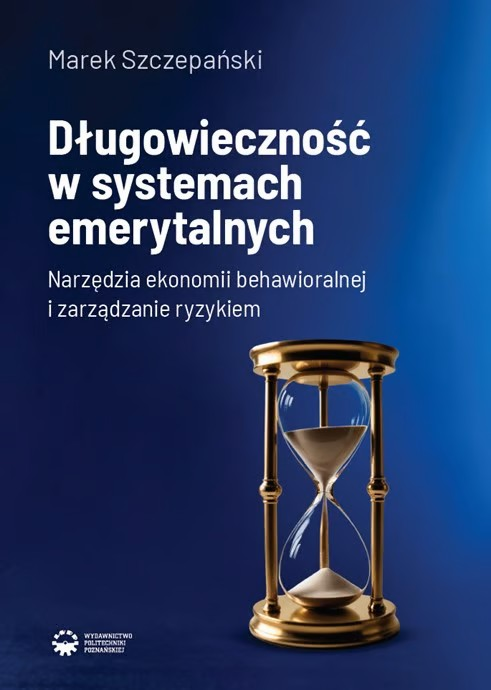 Marek Szczepański
Długowieczność
w systemach
emerytalnych
Narzędzia ekonomii behawioralnej
i zarządzanie ryzykiem
WYDAWNICTWO
POLITECHNIKI
POZNAŃSKIEJ